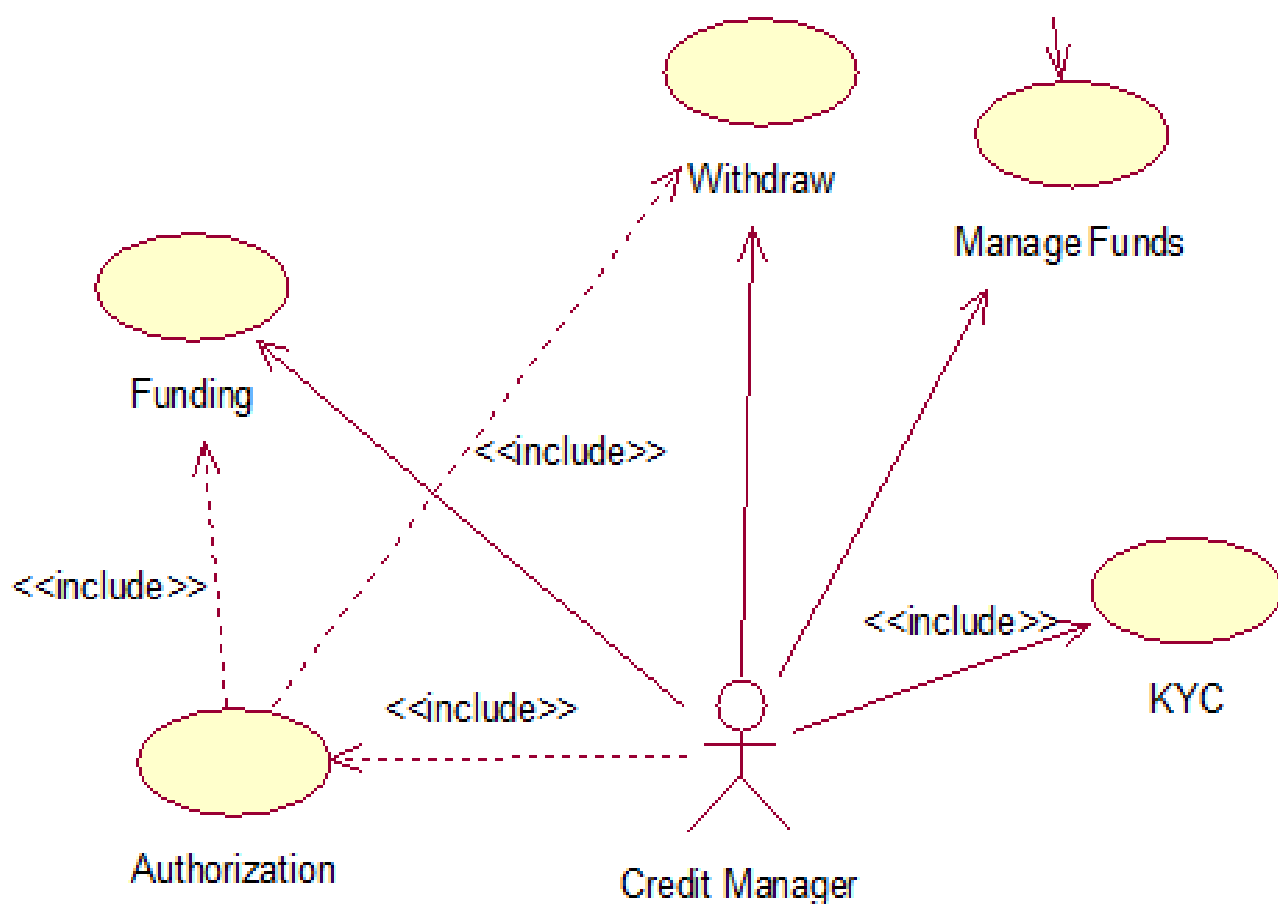 Withdraw
Manage Funds
Funding
<<include>>
<<include>>
<<include>>
<<include>>
KYC
Authorization
Credit Manager